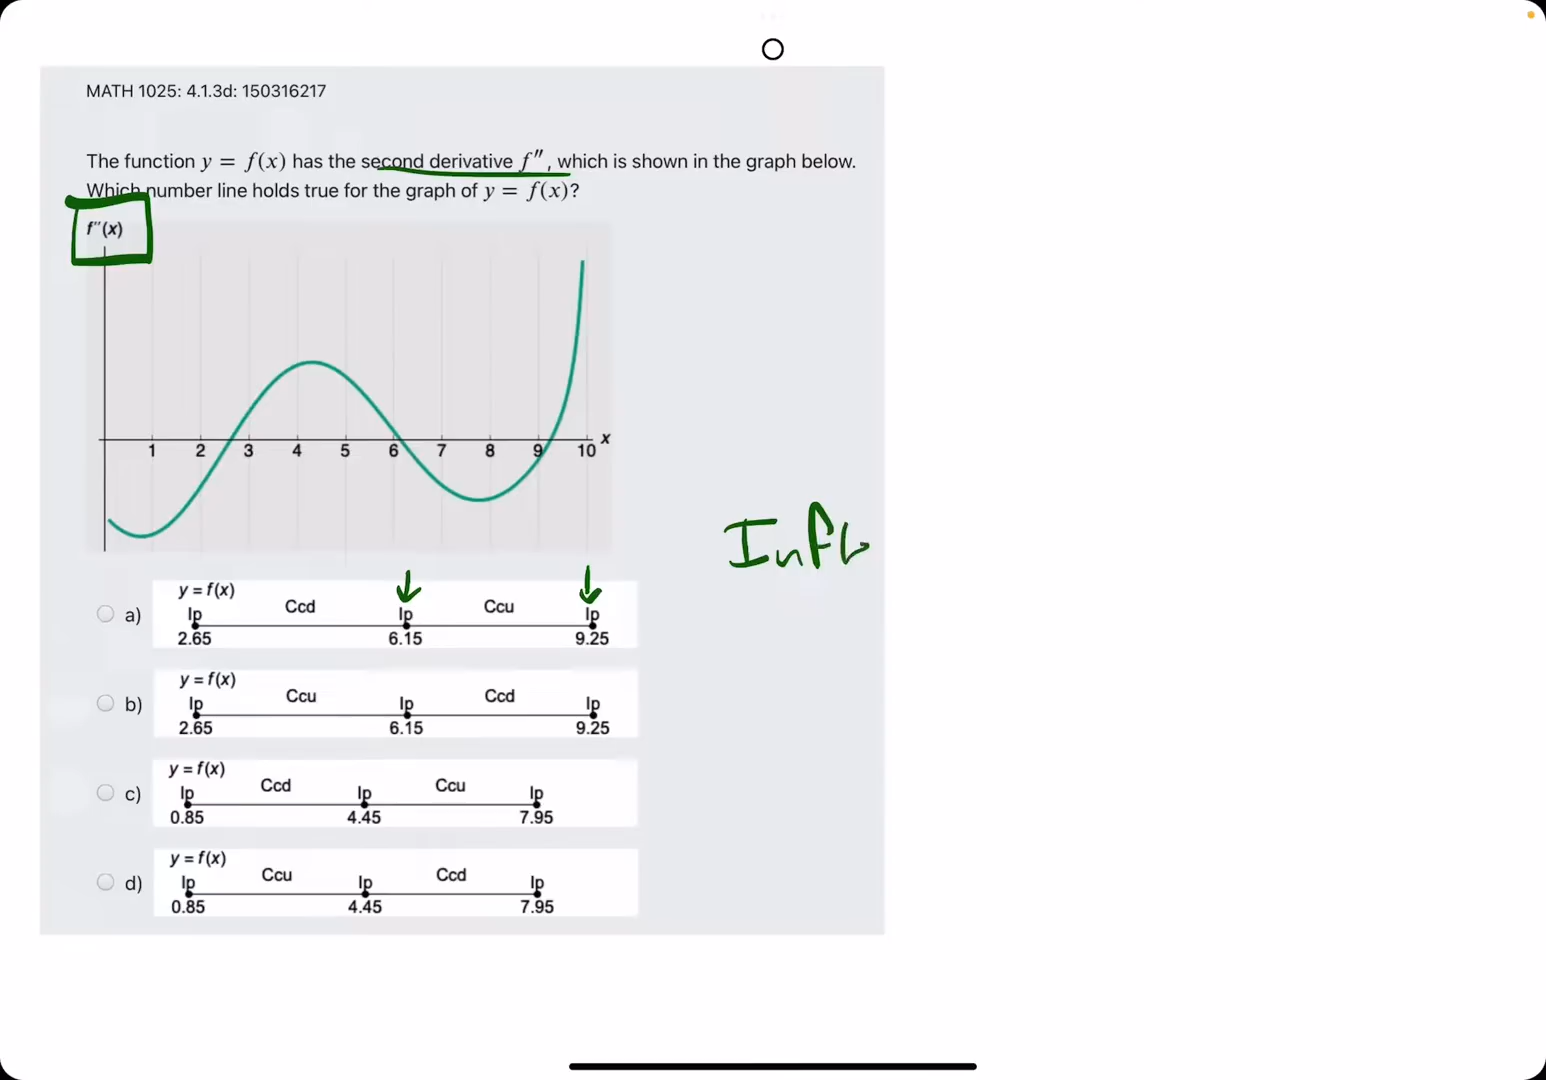 MATH 1025: 4.1.3d: 150316217
The function y = f(x) has the second derivative f″, which is shown in the graph below.
Which number line holds true for the graph of y = f(x)?
f″(x)
x
1 2 3 4 5 6 7 8 9 10
Infl
a)
y = f(x)
Ip Ccd Ip Ccu Ip
2.65 6.15 9.25
b)
y = f(x)
Ip Ccu Ip Ccd Ip
2.65 6.15 9.25
c)
y = f(x)
Ip Ccd Ip Ccu Ip
0.85 4.45 7.95
d)
y = f(x)
Ip Ccu Ip Ccd Ip
0.85 4.45 7.95